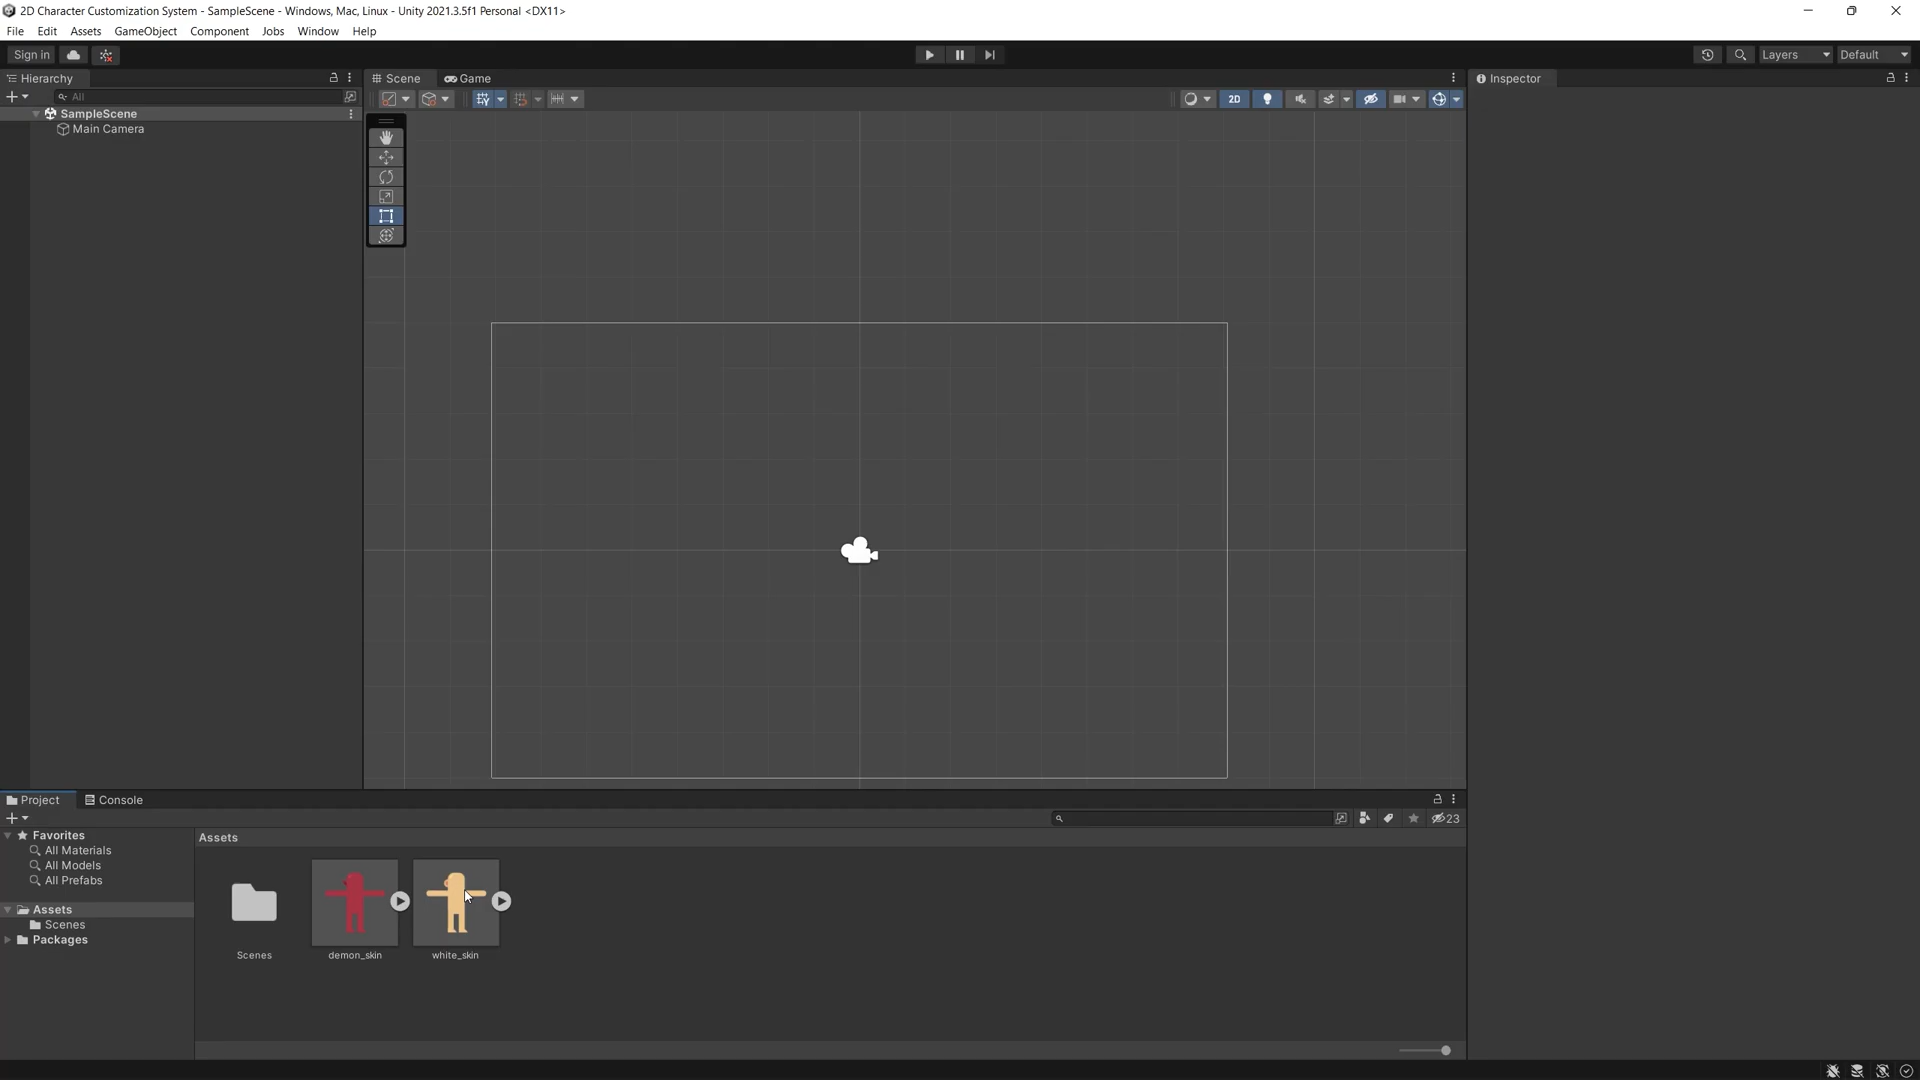 2D Character Customization System - SampleScene - Windows, Mac, Linux - Unity 2021.3.5f1 Personal <DX11>
File Edit Assets GameObject Component Jobs Window Help
Sign in Layers Default
Hierarchy Scene Game Inspector
All 2D
SampleScene
Main Camera
Project Console
23
Favorites Assets
All Materials
All Models
All Prefabs
Assets
Scenes
Packages
Scenes demon_skin white_skin